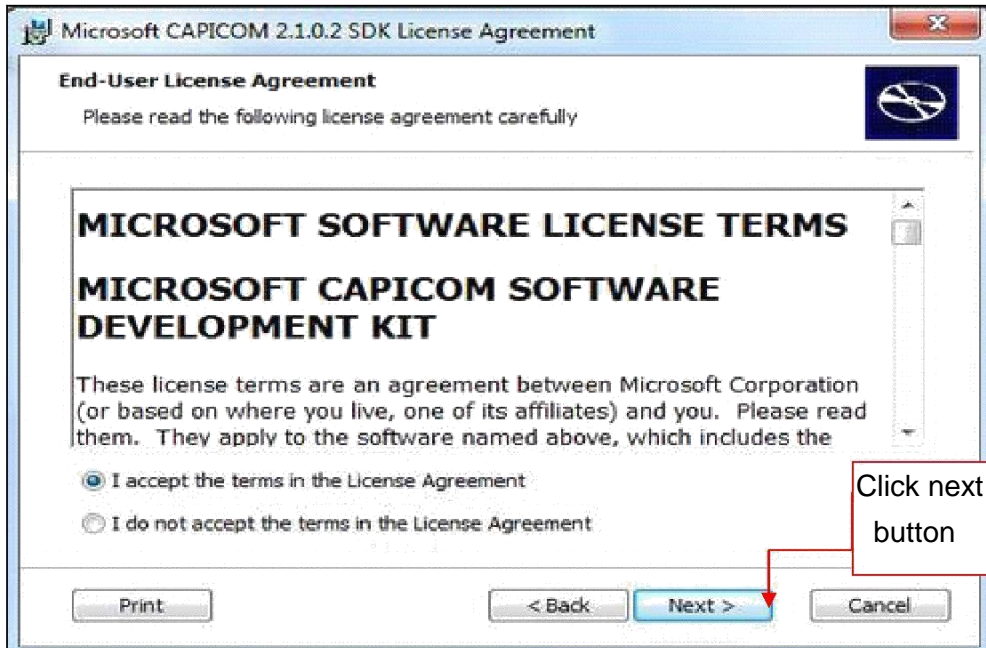 Microsoft CAPICOM 2.1.0.2 SDK License Agreement
End-User License Agreement
Please read the following license agreement carefully
MICROSOFT SOFTWARE LICENSE TERMS
MICROSOFT CAPICOM SOFTWARE
DEVELOPMENT KIT
These license terms are an agreement between Microsoft Corporation
(or based on where you live, one of its affiliates) and you.  Please read
them.  They apply to the software named above, which includes the
I accept the terms in the License Agreement
I do not accept the terms in the License Agreement
Click next
button
Print
< Back
Next >
Cancel